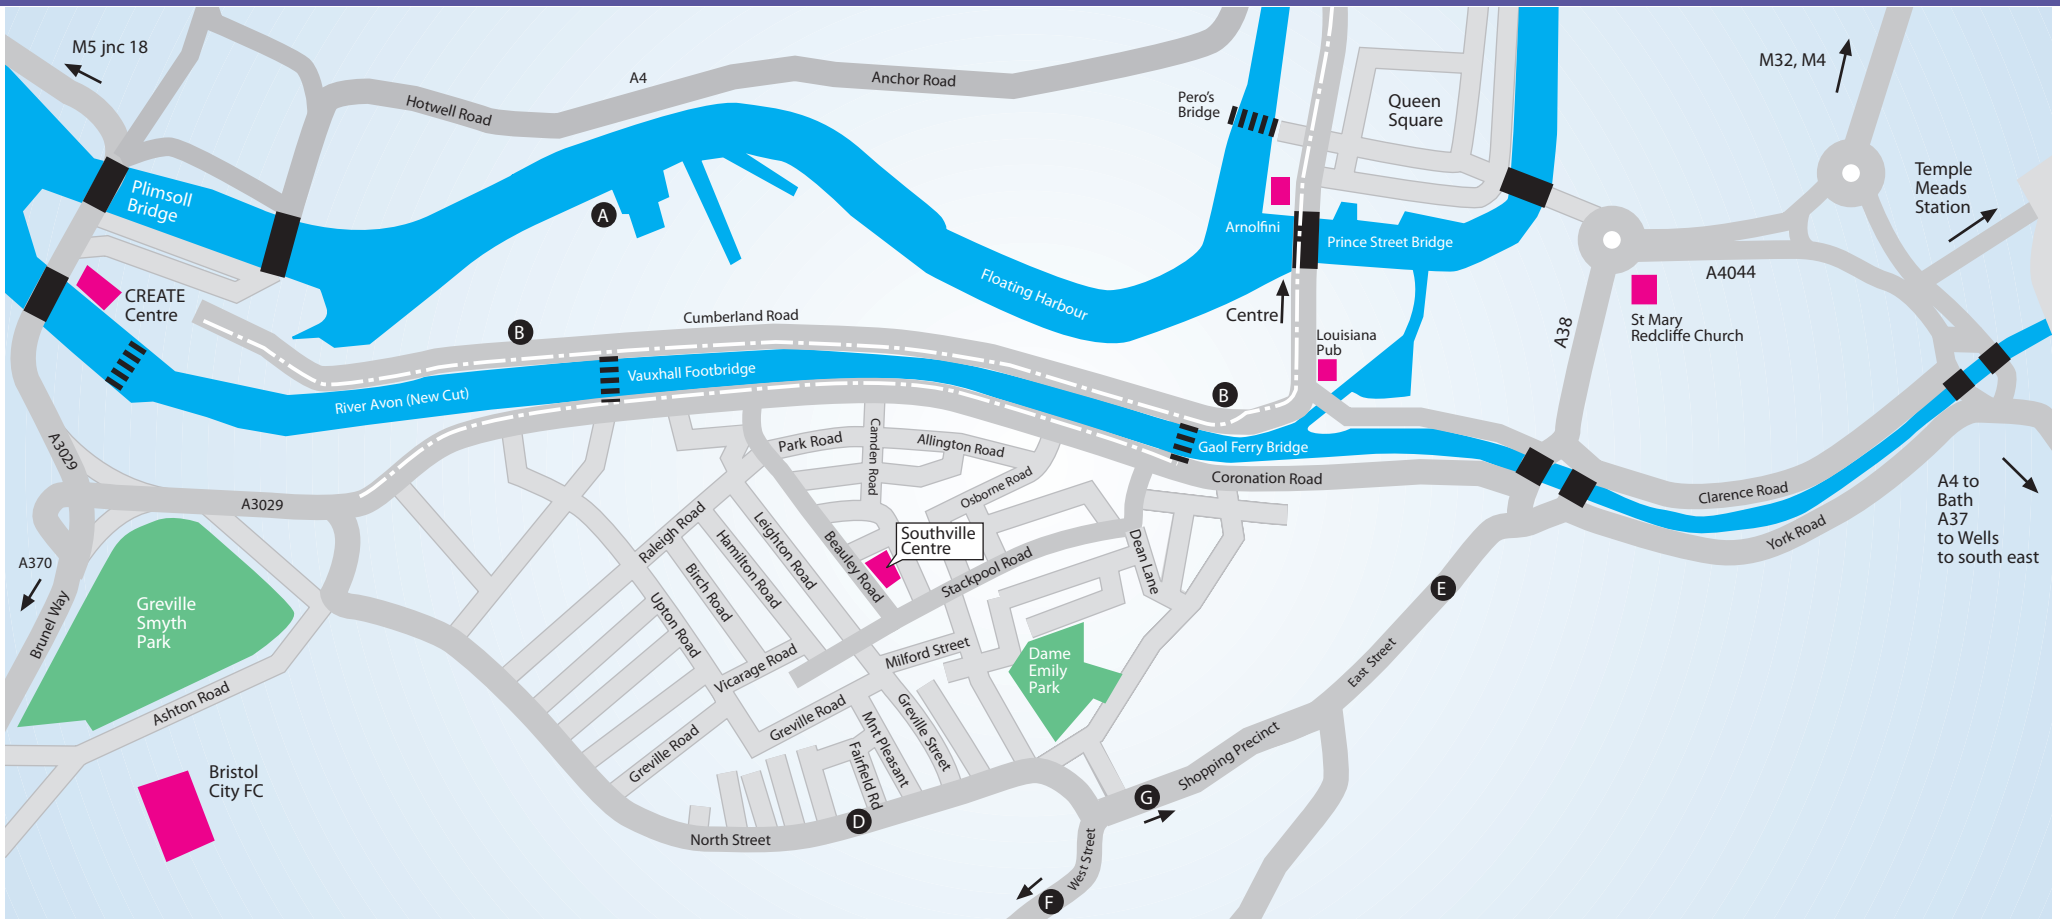 M5 jnc 18
A4
Anchor Road
Hotwell Road
Pero's
Bridge
Queen
Square
M32, M4
Temple
Meads
Station
Plimsoll
Bridge
A
Arnolfini
Prince Street Bridge
A4044
Floating Harbour
CREATE
Centre
Centre
St Mary
Redcliffe Church
A38
B
Cumberland Road
Louisiana
Pub
Vauxhall Footbridge
River Avon (New Cut)
B
Gaol Ferry Bridge
Coronation Road
Clarence Road
York Road
A4 to
Bath
A37
to Wells
to south east
A3029
A3029
A370
Brunel Way
Greville
Smyth
Park
Ashton Road
Bristol
City FC
Park Road
Camden Road
Allington Road
Osborne Road
Raleigh Road
Leighton Road
Hamilton Road
Birch Road
Upton Road
Beauley Road
Southville
Centre
Stackpool Road
Dean Lane
Vicarage Road
Milford Street
Dame
Emily
Park
Greville Road
Greville Road
Mnt Pleasant
Greville Street
Fairfield Rd
North Street
D
E
East Street
Shopping Precinct
G
West Street
F